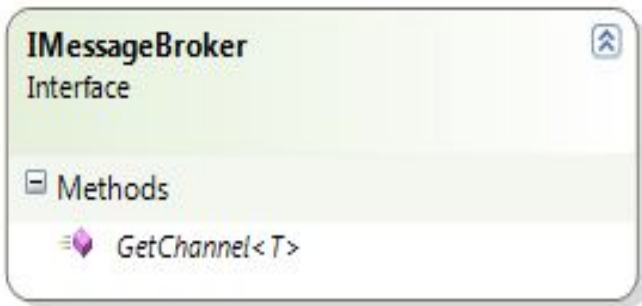 IMessageBroker
Interface
Methods
GetChannel<T>